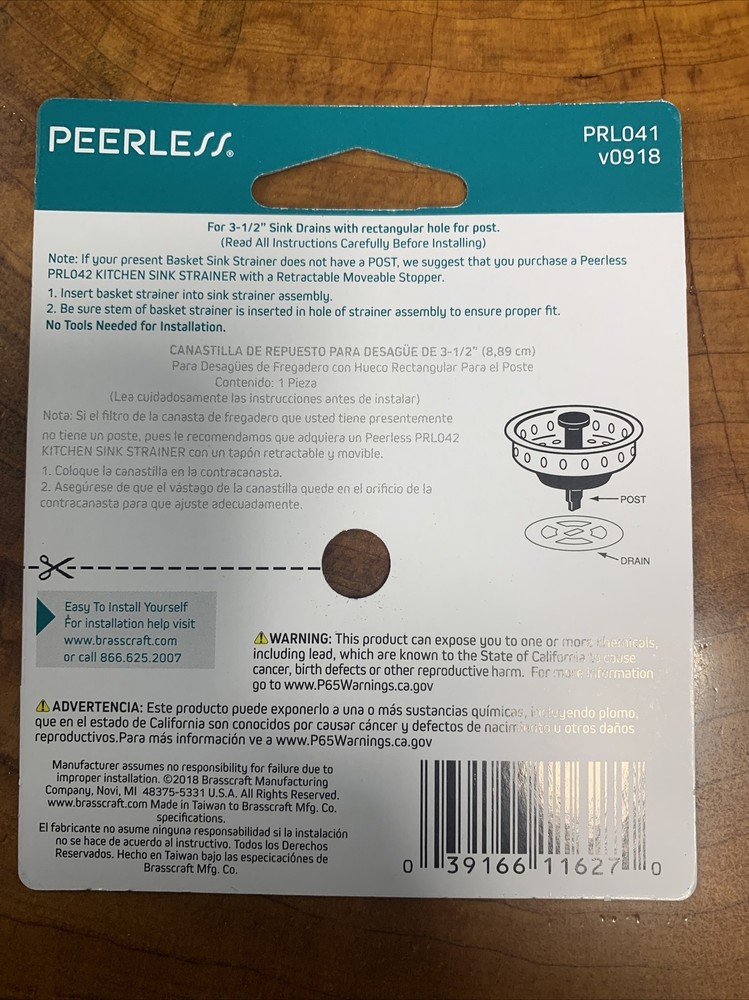 PEERLESS®
PRL041
v0918
For 3-1/2" Sink Drains with rectangular hole for post.
(Read All Instructions Carefully Before Installing)
Note: If your present Basket Sink Strainer does not have a POST, we suggest that you purchase a Peerless
PRL042 KITCHEN SINK STRAINER with a Retractable Moveable Stopper.
1. Insert basket strainer into sink strainer assembly.
2. Be sure stem of basket strainer is inserted in hole of strainer assembly to ensure proper fit.
No Tools Needed for Installation.
CANASTILLA DE REPUESTO PARA DESAGÜE DE 3-1/2" (8,89 cm)
Para Desagües de Fregadero con Hueco Rectangular Para el Poste
Contenido: 1 Pieza
(Lea cuidadosamente las instrucciones antes de instalar)
Nota: Si el filtro de la canasta de fregadero que usted tiene presentemente
no tiene un poste, pues le recomendamos que adquiera un Peerless PRL042
KITCHEN SINK STRAINER con un tapón retractable y movible.
1. Coloque la canastilla en la contracanasta.
2. Asegúrese de que el vástago de la canastilla quede en el orificio de la
contracanasta para que ajuste adecuadamente.
POST
DRAIN
Easy To Install Yourself
For installation help visit
www.brasscraft.com
or call 866.625.2007
WARNING: This product can expose you to one or more chemicals,
including lead, which are known to the State of California to cause
cancer, birth defects or other reproductive harm. For more information
go to www.P65Warnings.ca.gov
ADVERTENCIA: Este producto puede exponerlo a una o más sustancias químicas, incluyendo plomo,
que en el estado de California son conocidos por causar cáncer y defectos de nacimiento u otros daños
reproductivos.Para más información ve a www.P65Warnings.ca.gov
Manufacturer assumes no responsibility for failure due to
improper installation. ©2018 Brasscraft Manufacturing
Company, Novi, MI 48375-5331 U.S.A. All Rights Reserved.
www.brasscraft.com Made in Taiwan to Brasscraft Mfg. Co.
specifications.
El fabricante no asume ninguna responsabilidad si la instalación
no se hace de acuerdo al instructivo. Todos los Derechos
Reservados. Hecho en Taiwan bajo las especicaciónes de
Brasscraft Mfg. Co.
0 39166 11627 0